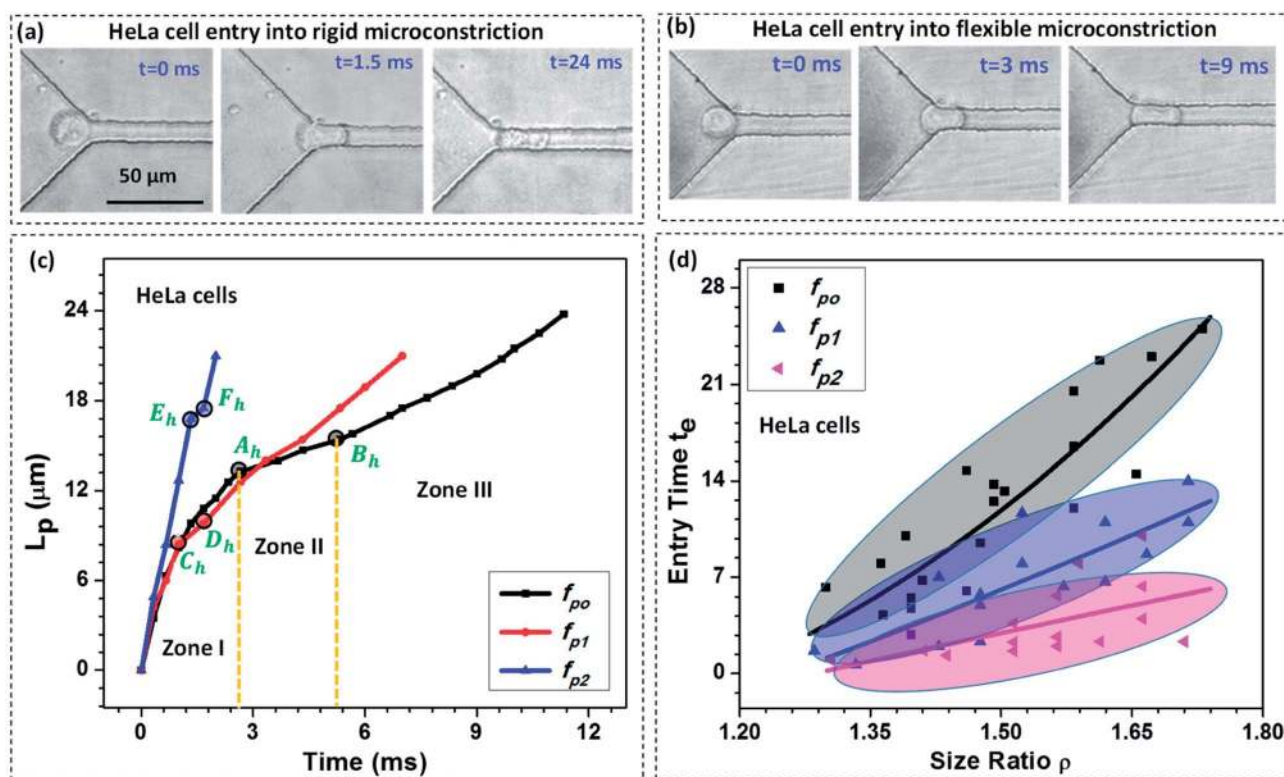 (a) HeLa cell entry into rigid microconstriction
t=0 ms
t=1.5 ms
t=24 ms
50 µm
(b) HeLa cell entry into flexible microconstriction
t=0 ms
t=3 ms
t=9 ms
(c)
HeLa cells
24
18
12
6
0
Lp (µm)
Eh
Fh
Ah
Bh
Ch
Dh
Zone I
Zone II
Zone III
fpo
fp1
fp2
0 3 6 9 12
Time (ms)
(d)
fpo
fp1
fp2
HeLa cells
28
21
14
7
0
Entry Time te
1.20 1.35 1.50 1.65 1.80
Size Ratio ρ